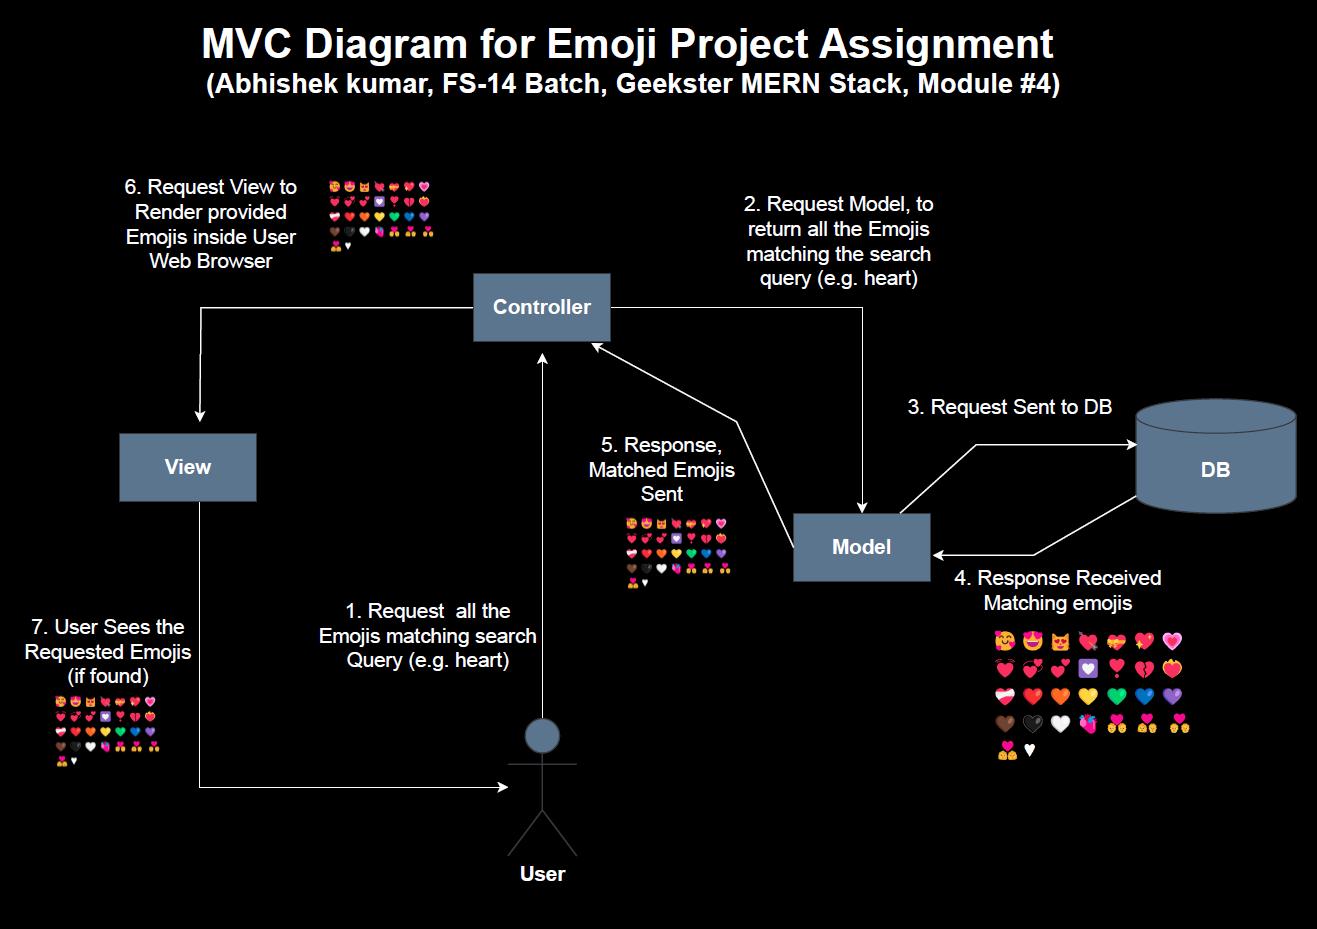 MVC Diagram for Emoji Project Assignment
(Abhishek kumar, FS-14 Batch, Geekster MERN Stack, Module #4)
6. Request View to
Render provided
Emojis inside User
Web Browser
2. Request Model, to
return all the Emojis
matching the search
query (e.g. heart)
Controller
3. Request Sent to DB
5. Response,
Matched Emojis
Sent
View
DB
Model
4. Response Received
Matching emojis
1. Request  all the
Emojis matching search
Query (e.g. heart)
7. User Sees the
Requested Emojis
(if found)
User